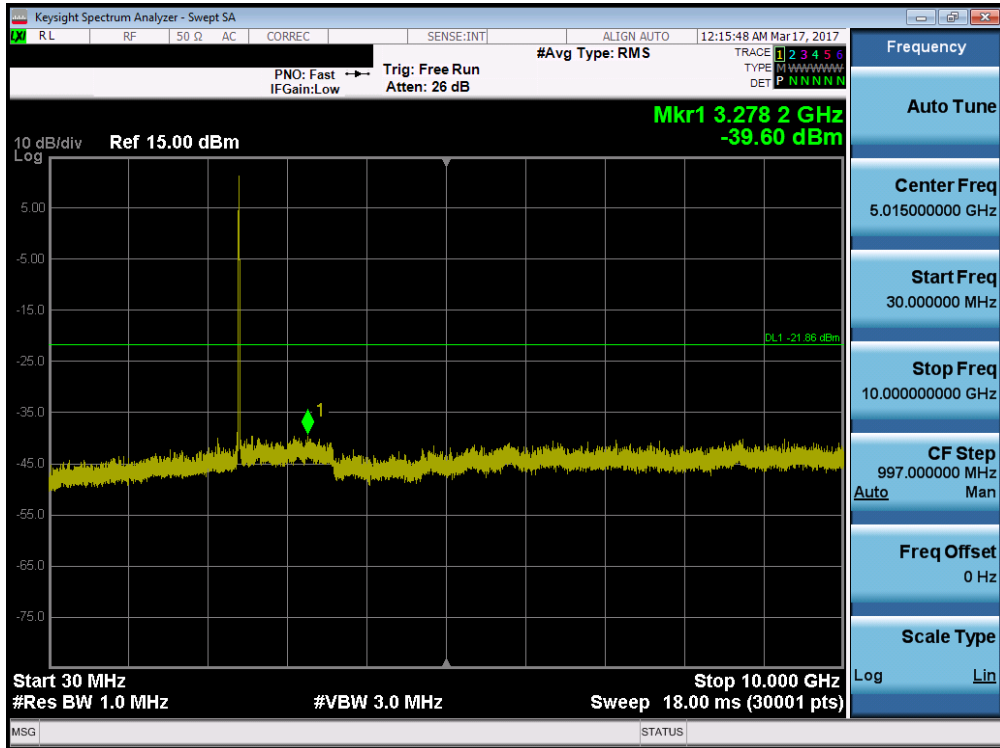 Keysight Spectrum Analyzer - Swept SA
LXI RL RF 50 Ω AC CORREC SENSE:INT ALIGN AUTO 12:15:48 AM Mar 17, 2017
#Avg Type: RMS TRACE 1 2 3 4 5 6
PNO: Fast Trig: Free Run TYPE M WWWWW
IFGain:Low Atten: 26 dB DET P N N N N N
Mkr1 3.278 2 GHz
-39.60 dBm
10 dB/div Ref 15.00 dBm
Log
5.00
-5.00
-15.0
DL1 -21.86 dBm
-25.0
-35.0
1
-45.0
-55.0
-65.0
-75.0
Start 30 MHz Stop 10.000 GHz
#Res BW 1.0 MHz #VBW 3.0 MHz Sweep 18.00 ms (30001 pts)
MSG STATUS
Frequency
Auto Tune
Center Freq
5.015000000 GHz
Start Freq
30.000000 MHz
Stop Freq
10.000000000 GHz
CF Step
997.000000 MHz
Auto Man
Freq Offset
0 Hz
Scale Type
Log Lin